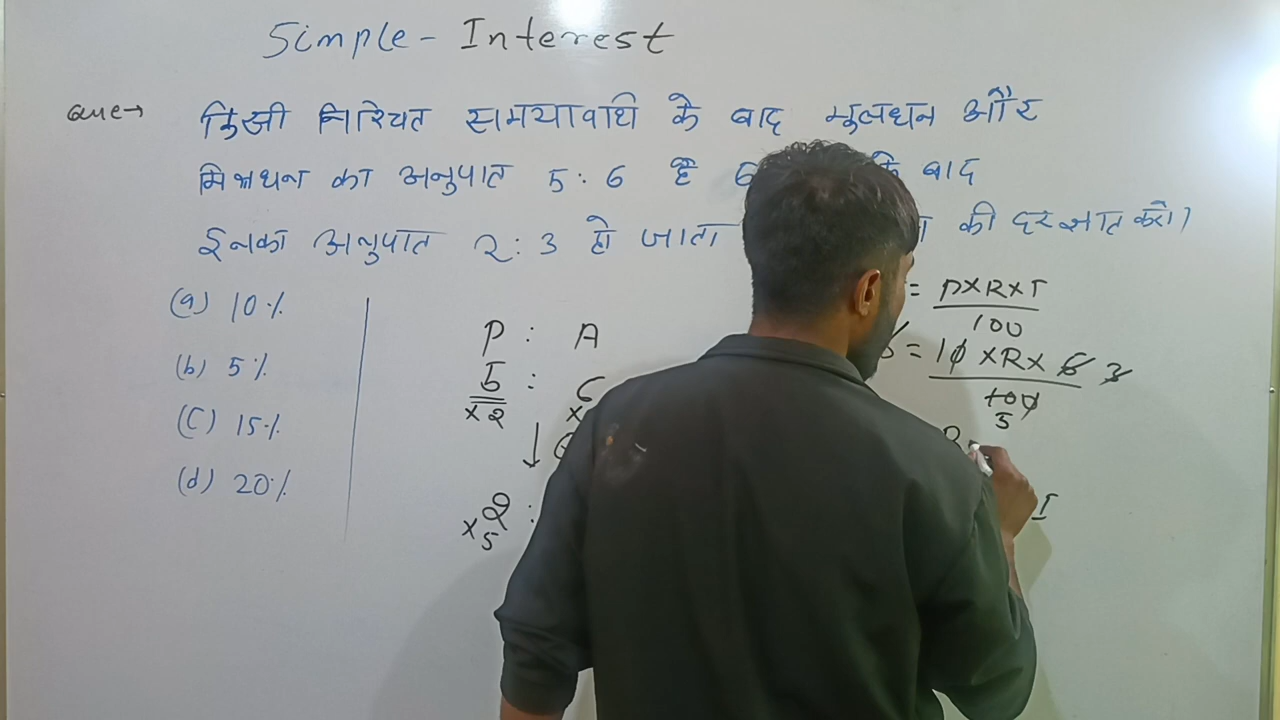 Simple - Interest
Que→ किसी निश्चित समयावधि के बाद मूलधन और
मिश्रधन का अनुपात 5:6 है 6 के बाद
इनका अनुपात 2:3 हो जाता की दर ज्ञात करो।
(a) 10%
(b) 5%
(c) 15%
(d) 20%
P : A
5 : 6
×2 ×
↓
2 :
×5
= P×R×T
100
= 10 ×R× 6 3
100
5
R
I